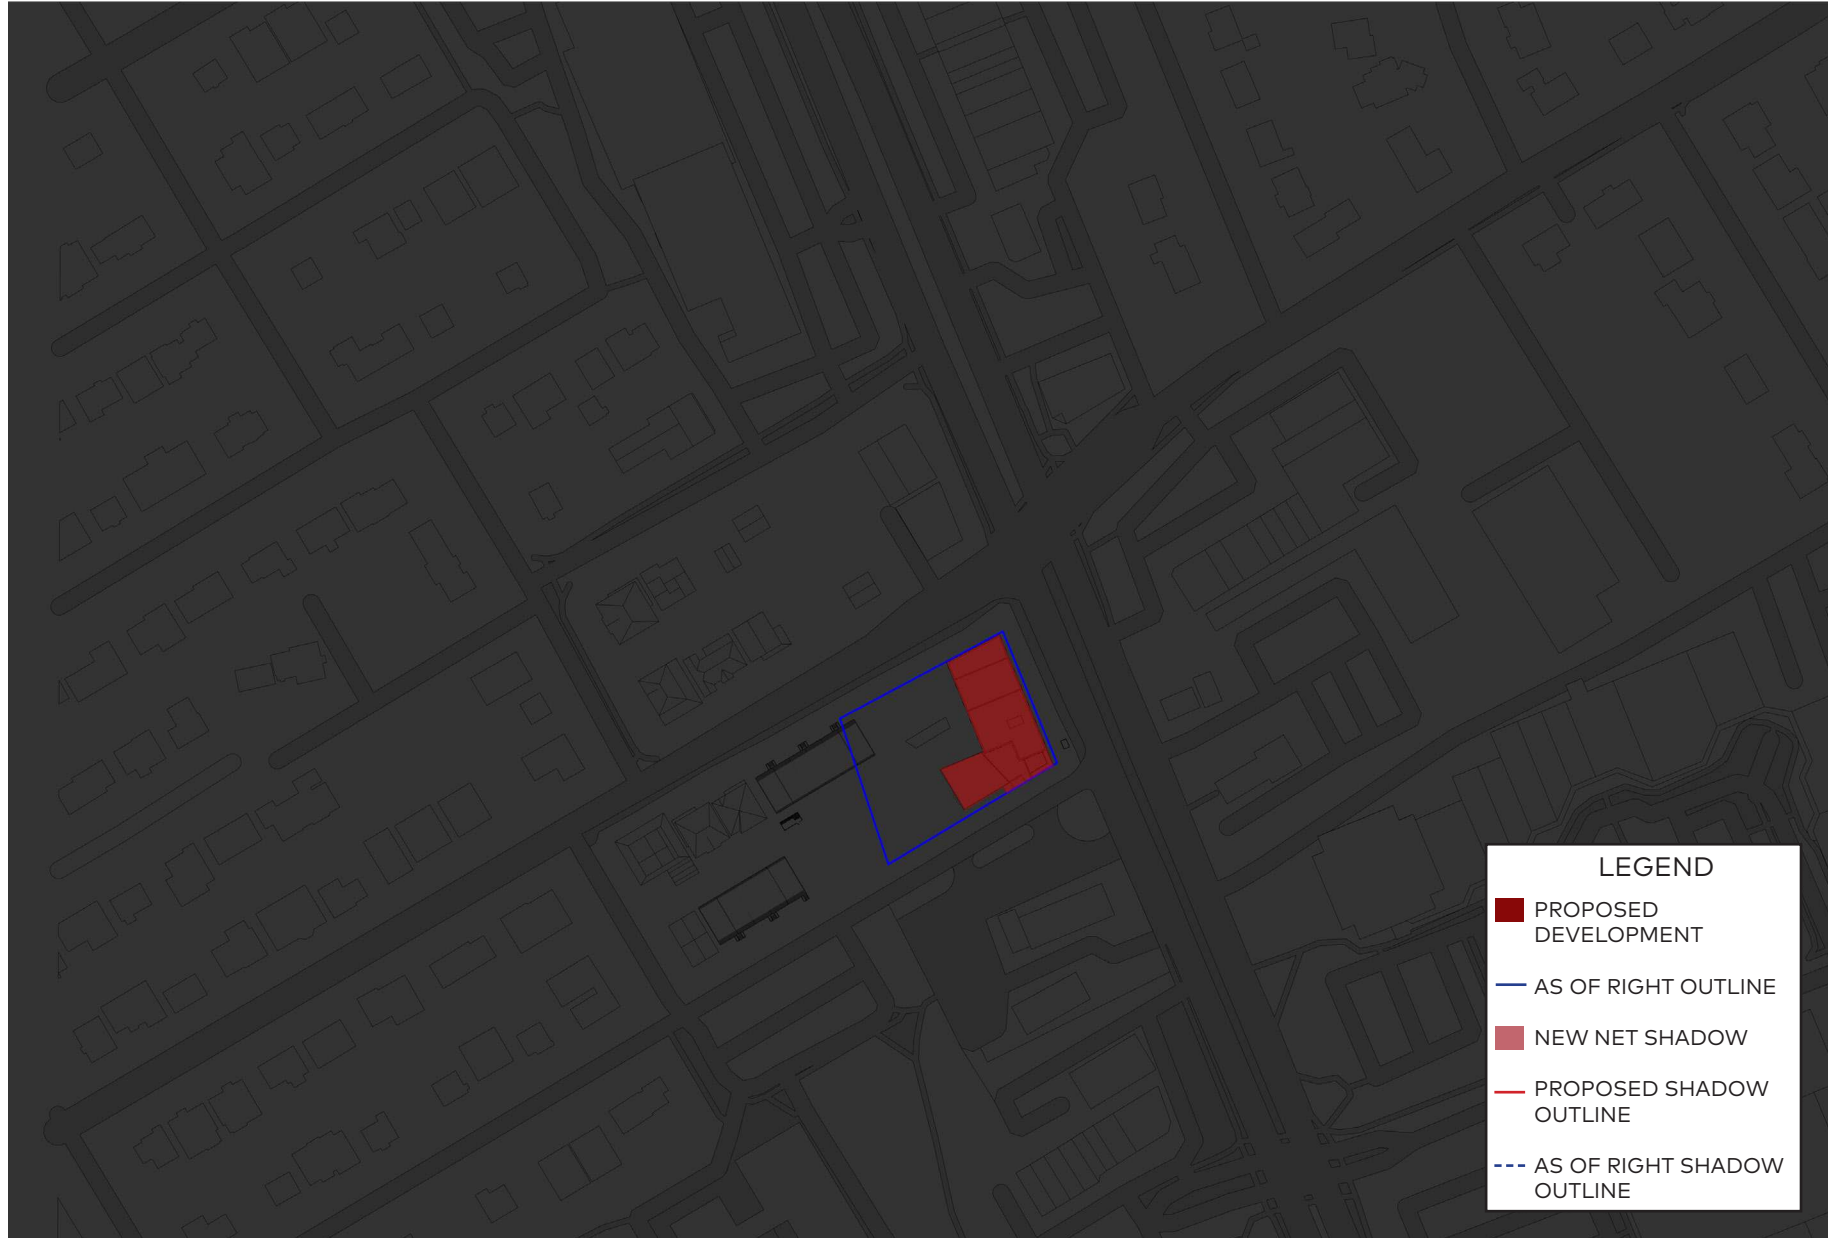 LEGEND
PROPOSED
DEVELOPMENT
AS OF RIGHT OUTLINE
NEW NET SHADOW
PROPOSED SHADOW
OUTLINE
AS OF RIGHT SHADOW
OUTLINE